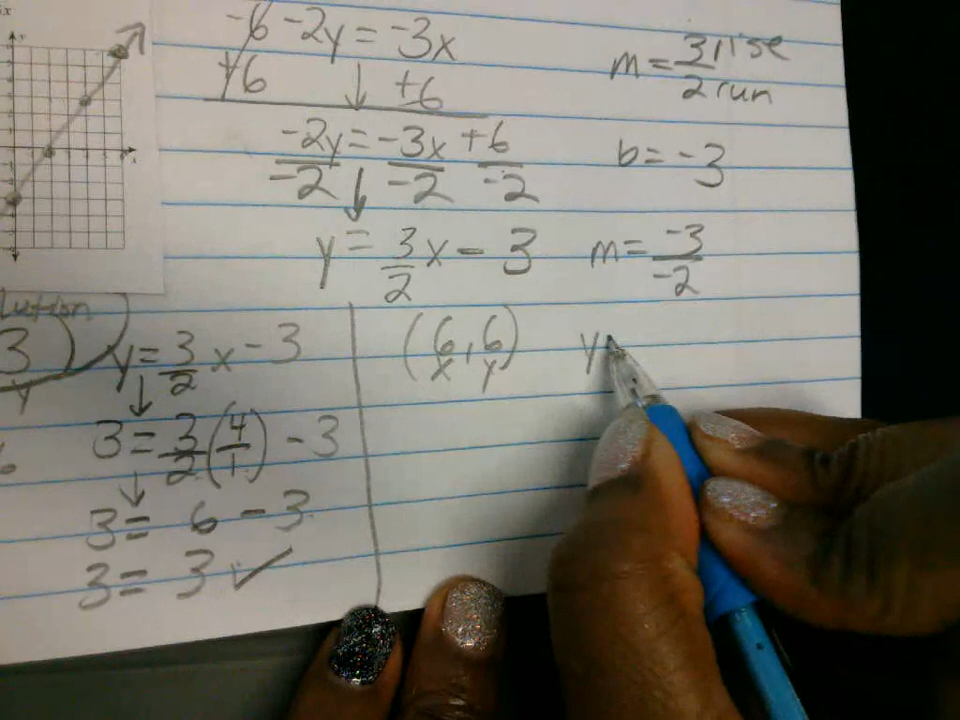 -6 -2y = -3x
+6 +6
-2y = -3x +6
-2 -2 -2
y = 3/2 x - 3
m = 3 rise
2 run
b = -3
m = -3
-2
3
y
y = 3/2 x - 3
3 = 3/2 (4/1) - 3
3 = 6 - 3
3 = 3 ✓
(6, 6)
x y
y